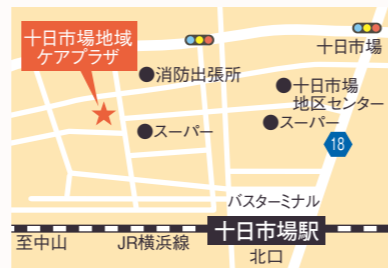 十日市場地域
ケアプラザ
十日市場
消防出張所
十日市場
地区センター
スーパー
スーパー
18
バスターミナル
十日市場駅
至中山
JR横浜線
北口